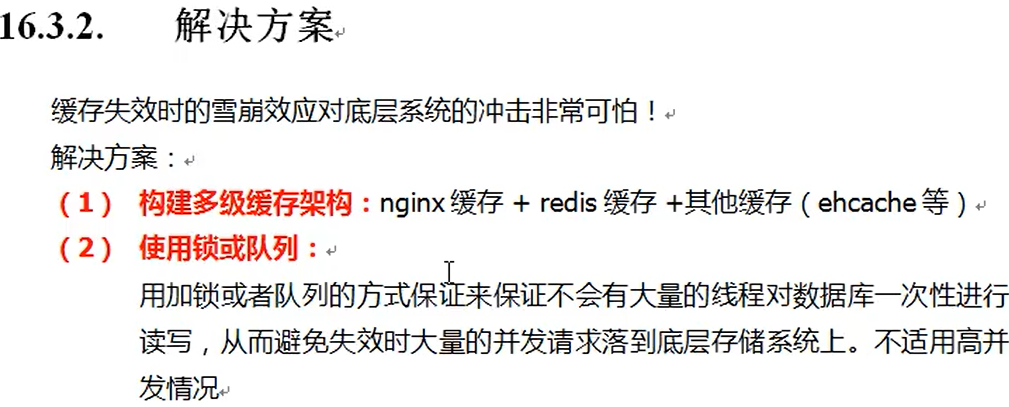 16.3.2. 解决方案
缓存失效时的雪崩效应对底层系统的冲击非常可怕！
解决方案：
（1） 构建多级缓存架构：nginx 缓存 + redis 缓存 +其他缓存（ehcache 等）
（2） 使用锁或队列：
用加锁或者队列的方式保证来保证不会有大量的线程对数据库一次性进行
读写，从而避免失效时大量的并发请求落到底层存储系统上。不适用高并
发情况